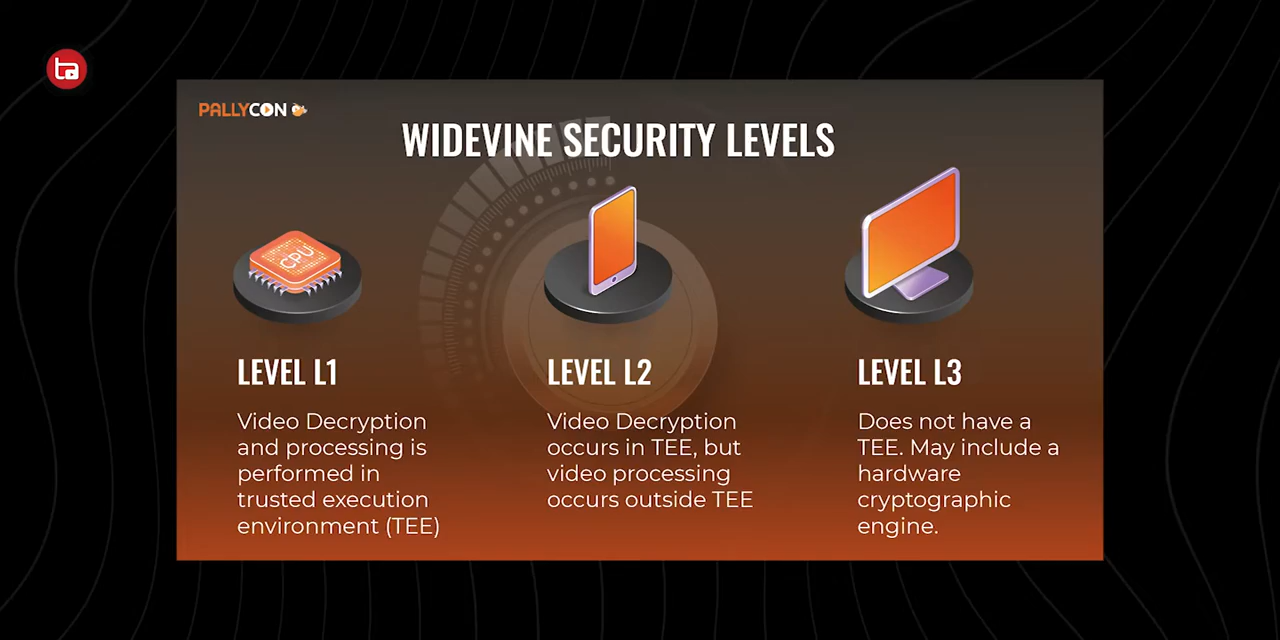 ta
PALLYCON
WIDEVINE SECURITY LEVELS
CPU
LEVEL L1
Video Decryption
and processing is
performed in
trusted execution
environment (TEE)
LEVEL L2
Video Decryption
occurs in TEE, but
video processing
occurs outside TEE
LEVEL L3
Does not have a
TEE. May include a
hardware
cryptographic
engine.